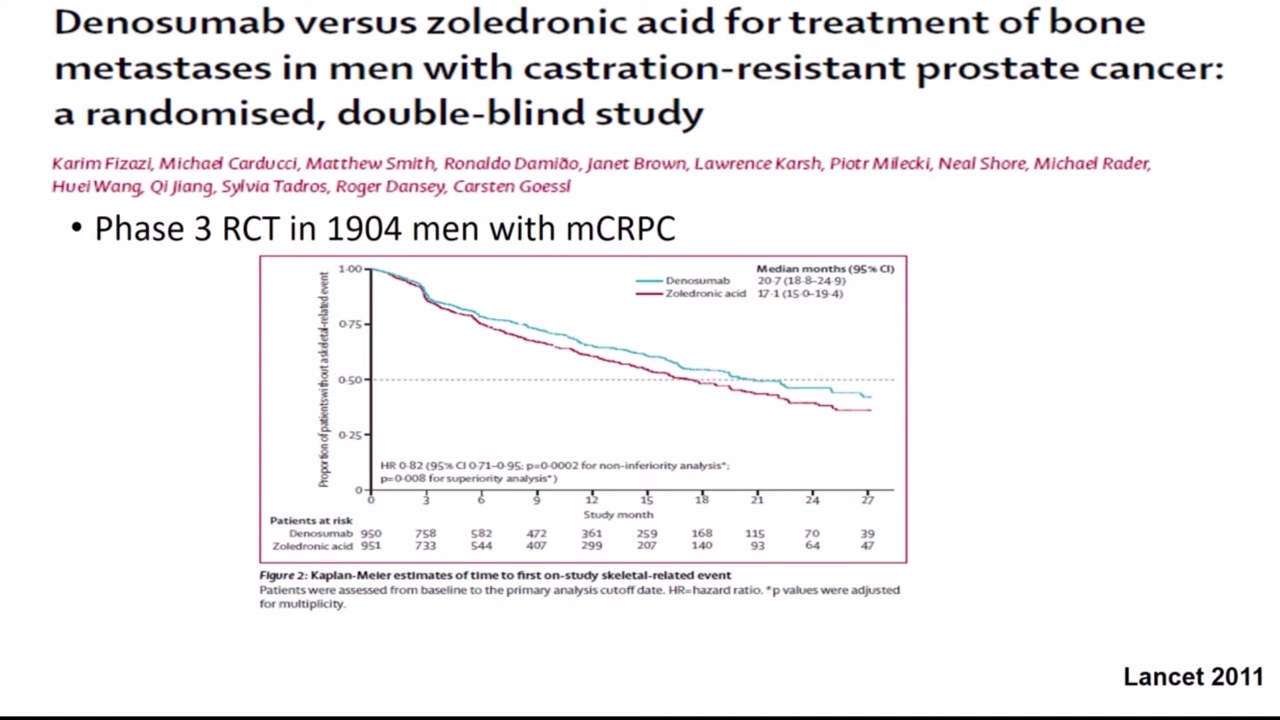 Denosumab versus zoledronic acid for treatment of bone
metastases in men with castration-resistant prostate cancer:
a randomised, double-blind study
Karim Fizazi, Michael Carducci, Matthew Smith, Ronaldo Damião, Janet Brown, Lawrence Karsh, Piotr Milecki, Neal Shore, Michael Rader,
Huei Wang, Qi Jiang, Sylvia Tadros, Roger Dansey, Carsten Goessl
• Phase 3 RCT in 1904 men with mCRPC
Median months (95% CI)
Denosumab 20·7 (18·8–24·9)
Zoledronic acid 17·1 (15·0–19·4)
Proportion of patients without a skeletal-related event
1·00
0·75
0·50
0·25
0
HR 0·82 (95% CI 0·71–0·95; p=0·0002 for non-inferiority analysis*;
p=0·008 for superiority analysis*)
0 3 6 9 12 15 18 21 24 27
Study month
Patients at risk
Denosumab 950 758 582 472 361 259 168 115 70 39
Zoledronic acid 951 733 544 407 299 207 140 93 64 47
Figure 2: Kaplan-Meier estimates of time to first on-study skeletal-related event
Patients were assessed from baseline to the primary analysis cutoff date. HR=hazard ratio. *p values were adjusted
for multiplicity.
Lancet 2011